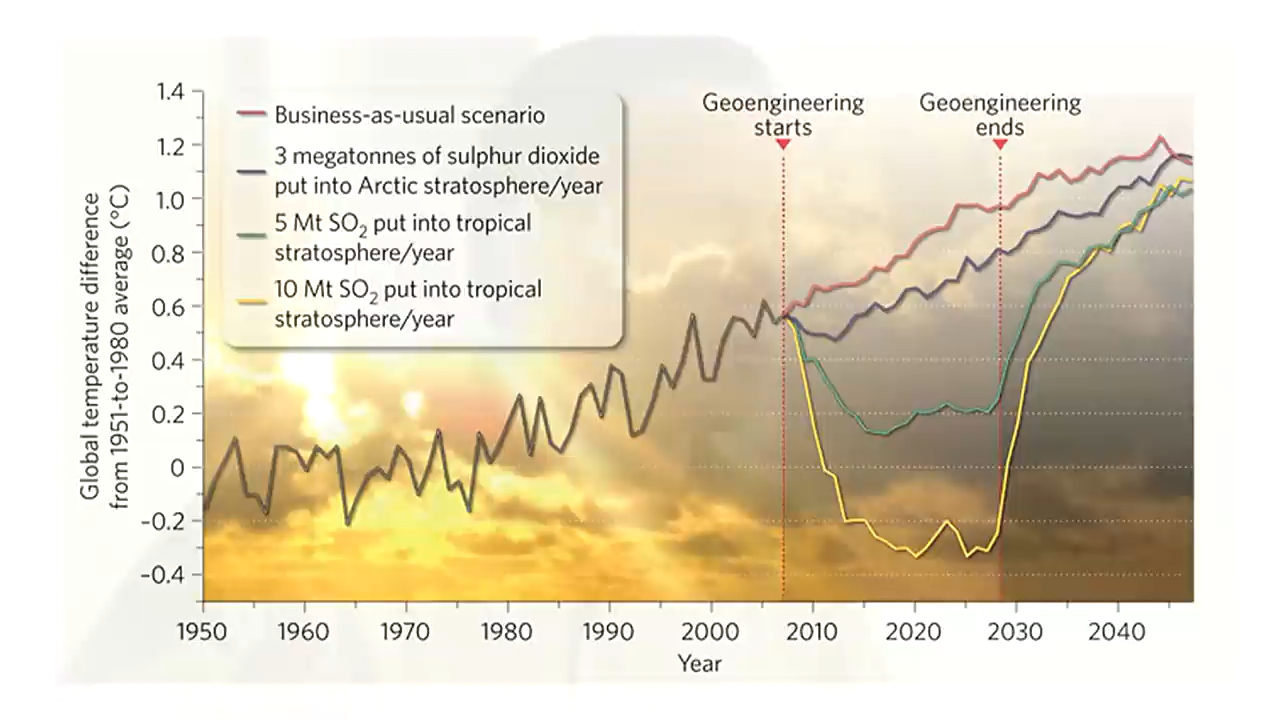 Global temperature difference
from 1951-to-1980 average (°C)
1.4
1.2
1.0
0.8
0.6
0.4
0.2
0
–0.2
–0.4
Business-as-usual scenario
3 megatonnes of sulphur dioxide
put into Arctic stratosphere/year
5 Mt SO₂ put into tropical
stratosphere/year
10 Mt SO₂ put into tropical
stratosphere/year
Geoengineering
starts
Geoengineering
ends
1950 1960 1970 1980 1990 2000 2010 2020 2030 2040
Year